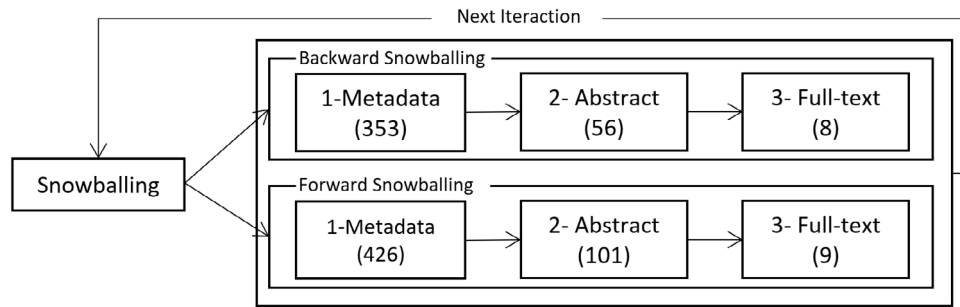 Next Iteraction
Backward Snowballing
1-Metadata
(353)
2- Abstract
(56)
3- Full-text
(8)
Snowballing
Forward Snowballing
1-Metadata
(426)
2- Abstract
(101)
3- Full-text
(9)